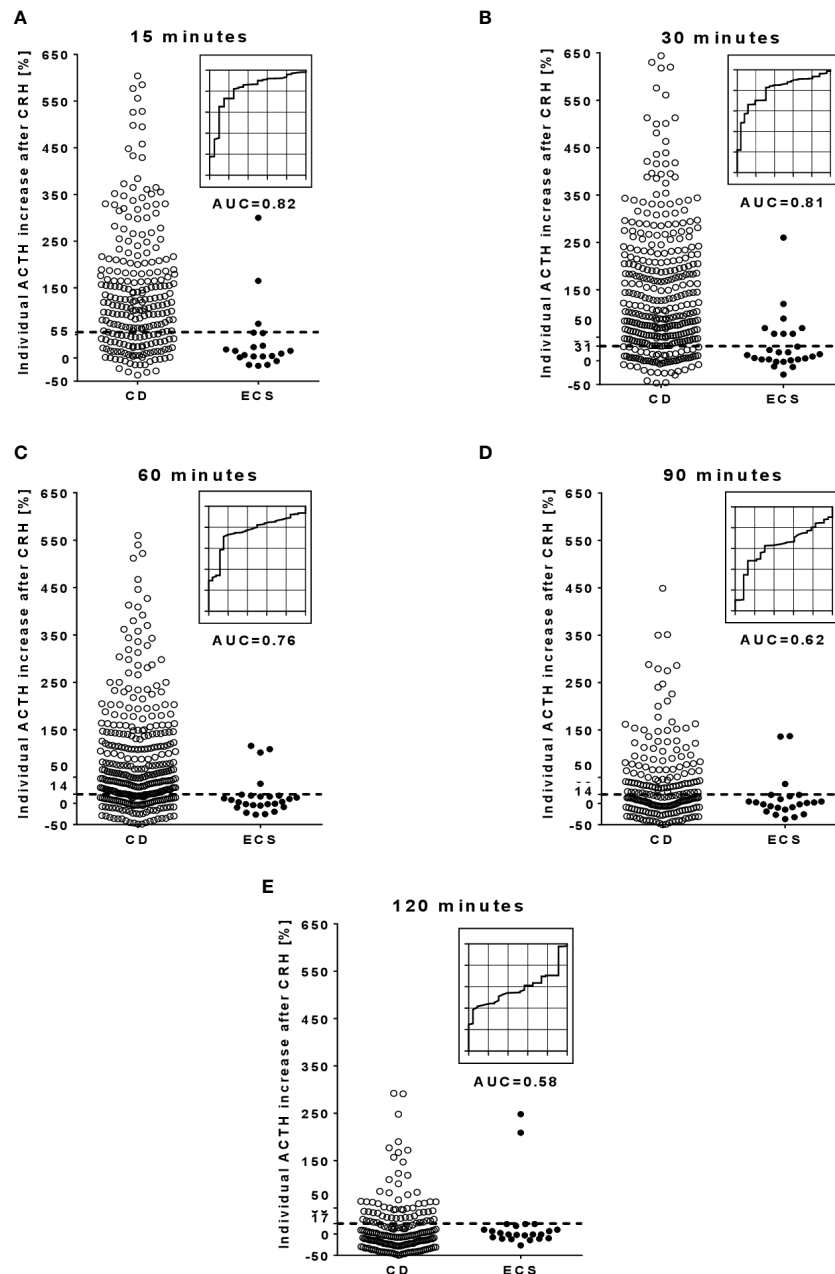 A
15 minutes
Individual ACTH increase after CRH [%]
650
550
450
350
250
150
55
0
-50
AUC=0.82
CD
ECS
B
30 minutes
Individual ACTH increase after CRH [%]
650
550
450
350
250
150
50
31
0
-50
AUC=0.81
CD
ECS
C
60 minutes
Individual ACTH increase after CRH [%]
650
550
450
350
250
150
50
14
0
-50
AUC=0.76
CD
ECS
D
90 minutes
Individual ACTH increase after CRH [%]
650
550
450
350
250
150
50
14
0
-50
AUC=0.62
CD
ECS
E
120 minutes
Individual ACTH increase after CRH [%]
650
550
450
350
250
150
50
17
0
-50
AUC=0.58
CD
ECS